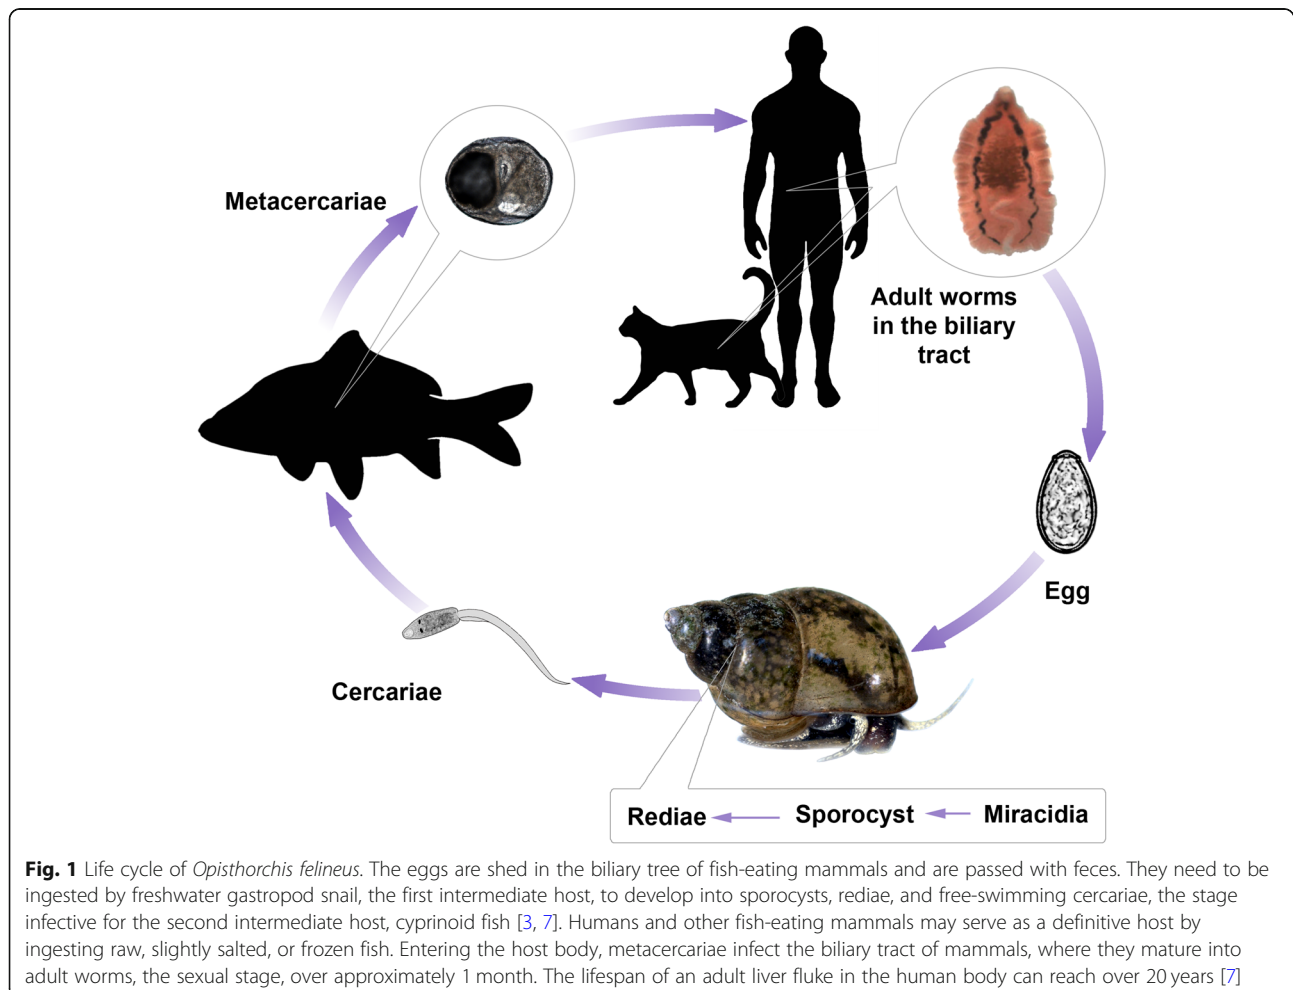 Metacercariae
Adult worms
in the biliary
tract
Egg
Cercariae
Rediae Sporocyst Miracidia
Fig. 1 Life cycle of Opisthorchis felineus. The eggs are shed in the biliary tree of fish-eating mammals and are passed with feces. They need to be
ingested by freshwater gastropod snail, the first intermediate host, to develop into sporocysts, rediae, and free-swimming cercariae, the stage
infective for the second intermediate host, cyprinoid fish [3, 7]. Humans and other fish-eating mammals may serve as a definitive host by
ingesting raw, slightly salted, or frozen fish. Entering the host body, metacercariae infect the biliary tract of mammals, where they mature into
adult worms, the sexual stage, over approximately 1 month. The lifespan of an adult liver fluke in the human body can reach over 20 years [7]